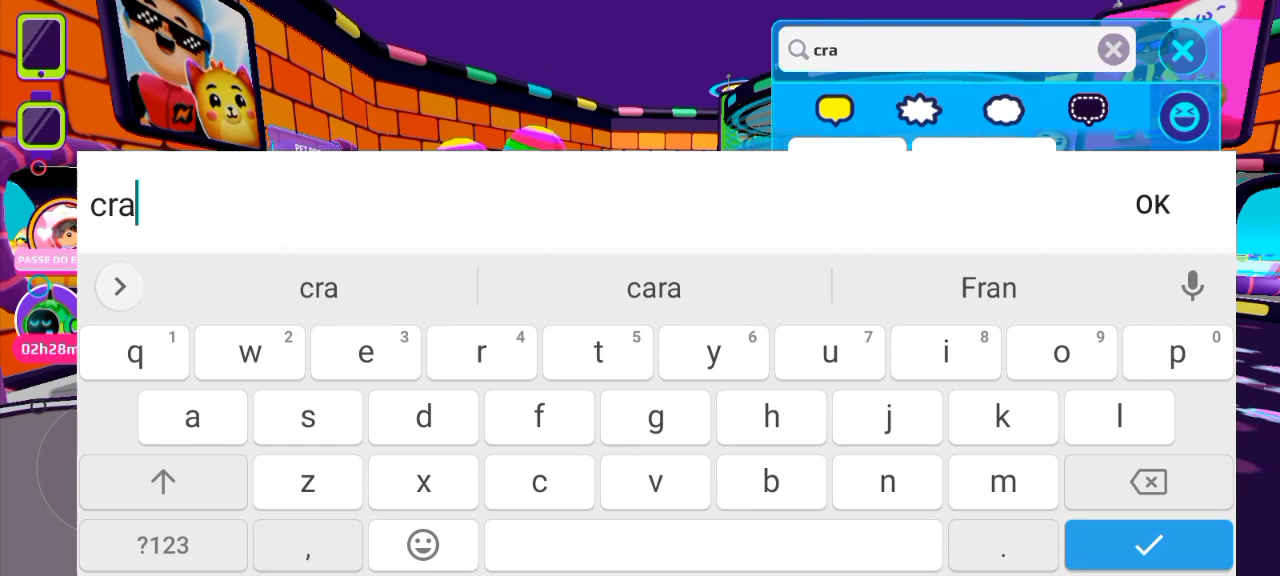 cra
PET
cra
OK
PASSE DO E
cra cara Fran
02h28m
q 1 w 2 e 3 r 4 t 5 y 6 u 7 i 8 o 9 p 0
a s d f g h j k l
z x c v b n m
?123 , .